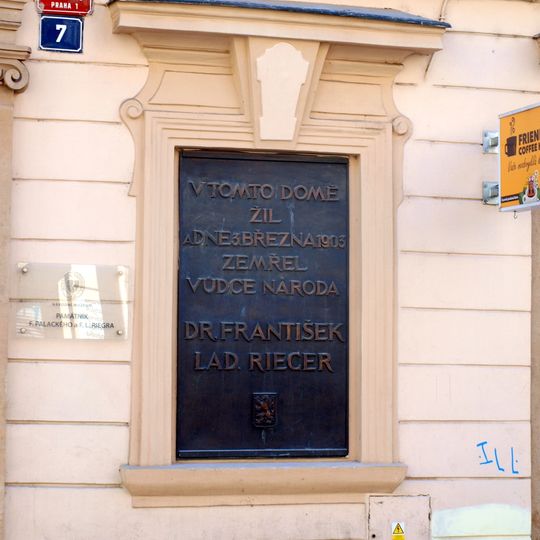 PRAHA 1
7
V TOMTO DOMĚ
ŽIL
A DNE 3 BŘEZNA 1903
ZEMŘEL
VŮDCE NÁRODA
DR. FRANTIŠEK
LAD. RIEGER
PAMÁTNÍK
F. PALACKÉHO a F. L. RIEGRA
FRIEN
COFFEE H
ILL